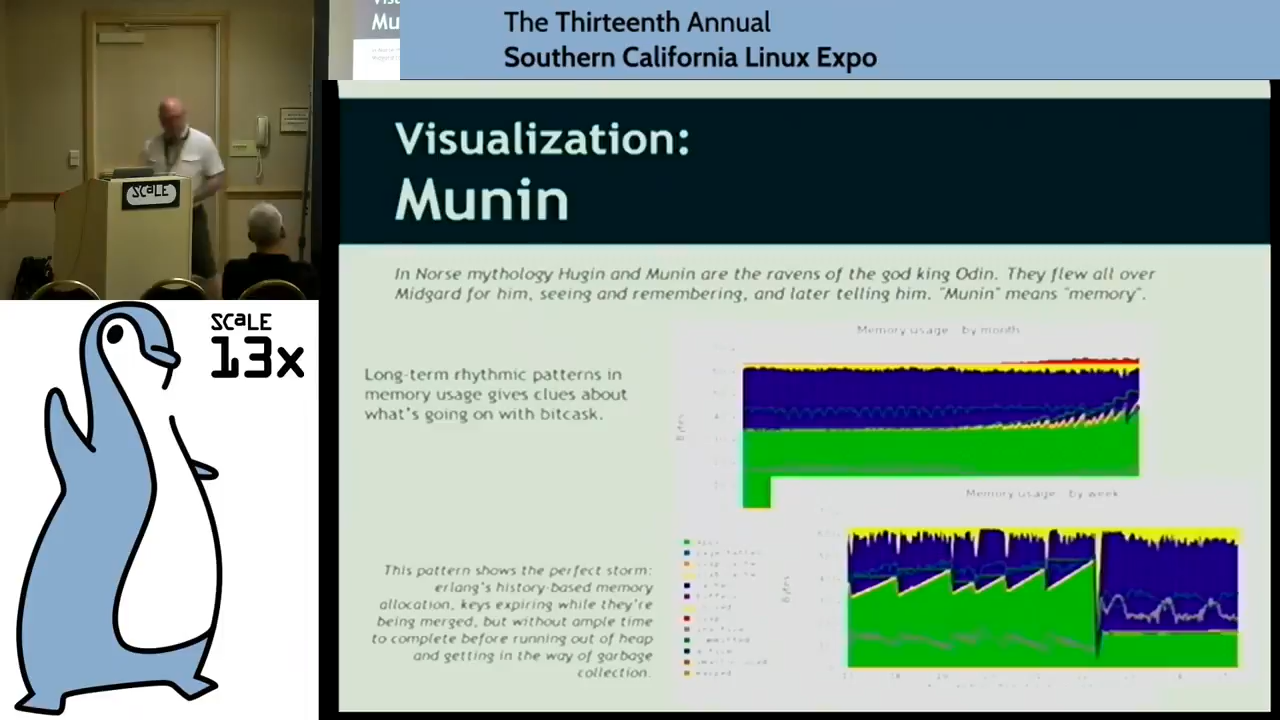 The Thirteenth Annual
Southern California Linux Expo
Mu
SCALE
SCALE
13x
Visualization:
Munin
In Norse mythology Hugin and Munin are the ravens of the god king Odin. They flew all over
Midgard for him, seeing and remembering, and later telling him. "Munin" means "memory".
Long-term rhythmic patterns in
memory usage gives clues about
what's going on with bitcask.
Memory usage by month
Bytes
Memory usage by week
Bytes
This pattern shows the perfect storm:
erlang's history-based memory
allocation, keys expiring while they're
being merged, but without ample time
to complete before running out of heap
and getting in the way of garbage
collection.